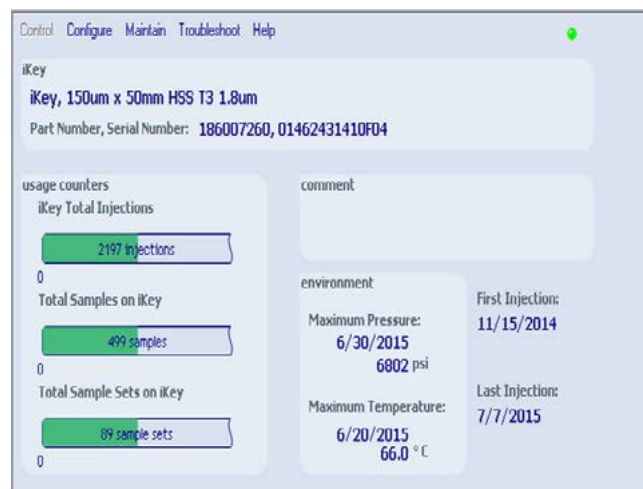 Control Configure Maintain Troubleshoot Help
iKey
iKey, 150um x 50mm HSS T3 1.8um
Part Number, Serial Number: 186007260, 01462431410F04
usage counters
iKey Total Injections
2197 injections
0
Total Samples on iKey
499 samples
0
Total Sample Sets on iKey
89 sample sets
0
comment
environment
Maximum Pressure:
6/30/2015
6802 psi
Maximum Temperature:
6/20/2015
66.0 °C
First Injection:
11/15/2014
Last Injection:
7/7/2015